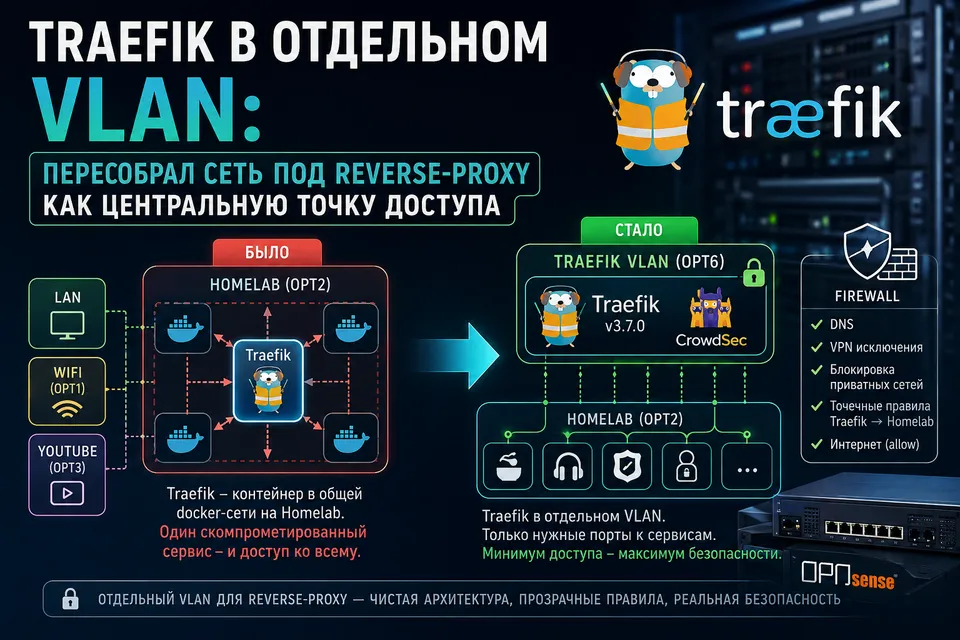 TRAEFIK В ОТДЕЛЬНОМ
VLAN:
træfik
ПЕРЕСОБРАЛ СЕТЬ ПОД REVERSE-PROXY
КАК ЦЕНТРАЛЬНУЮ ТОЧКУ ДОСТУПА
БЫЛО
HOMELAB (OPT2)
LAN
WIFI
(OPT1)
YOUTUBE
(OPT3)
Traefik
Traefik – контейнер в общей
docker-сети на Homelab.
Один скомпрометированный
сервис – и доступ ко всему.
СТАЛО
TRAEFIK VLAN (OPT6)
Traefik
v3.7.0
CrowdSec
HOMELAB (OPT2)
...
Traefik в отдельном VLAN.
Только нужные порты к сервисам.
Минимум доступа – максимум безопасности.
FIREWALL
DNS
VPN исключения
Блокировка
приватных сетей
Точечные правила
Traefik → Homelab
Интернет (allow)
OPNsense
ОТДЕЛЬНЫЙ VLAN ДЛЯ REVERSE-PROXY — ЧИСТАЯ АРХИТЕКТУРА, ПРОЗРАЧНЫЕ ПРАВИЛА, РЕАЛЬНАЯ БЕЗОПАСНОСТЬ